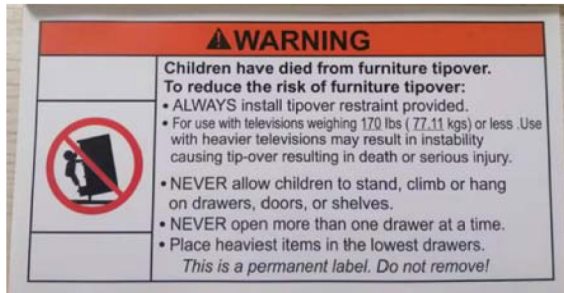 WARNING
Children have died from furniture tipover.
To reduce the risk of furniture tipover:
• ALWAYS install tipover restraint provided.
• For use with televisions weighing 170 lbs ( 77.11 kgs) or less .Use
with heavier televisions may result in instability
causing tip-over resulting in death or serious injury.
• NEVER allow children to stand, climb or hang
on drawers, doors, or shelves.
• NEVER open more than one drawer at a time.
• Place heaviest items in the lowest drawers.
This is a permanent label. Do not remove!